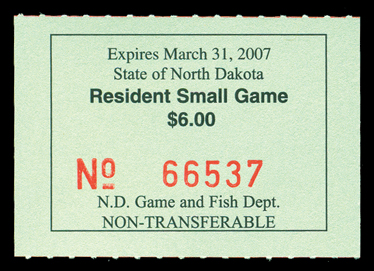 Expires March 31, 2007
State of North Dakota
Resident Small Game
$6.00
Nº 66537
N.D. Game and Fish Dept.
NON-TRANSFERABLE